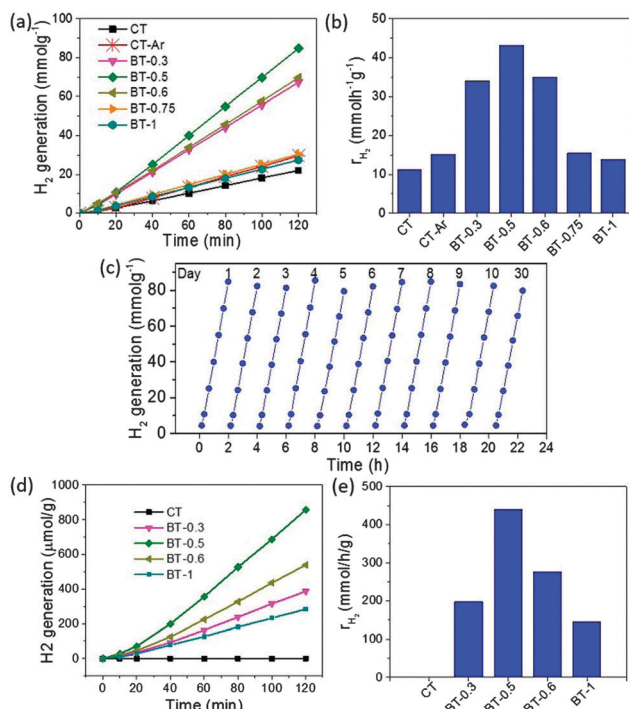 (a)
H₂ generation (mmolg⁻¹)
100
80
60
40
20
0
CT
CT-Ar
BT-0.3
BT-0.5
BT-0.6
BT-0.75
BT-1
0 20 40 60 80 100 120
Time (min)
(b)
r_H₂ (mmolh⁻¹g⁻¹)
50
40
30
20
10
0
CT
CT-Ar
BT-0.3
BT-0.5
BT-0.6
BT-0.75
BT-1
(c)
H₂ generation (mmolg⁻¹)
Day 1 2 3 4 5 6 7 8 9 10 30
80
60
40
20
0
0 2 4 6 8 10 12 14 16 18 20 22 24
Time (h)
(d)
H2 generation (μmol/g)
1000
800
600
400
200
0
CT
BT-0.3
BT-0.5
BT-0.6
BT-1
0 20 40 60 80 100 120
Time (min)
(e)
r_H₂ (mmol/h/g)
500
400
300
200
100
0
CT
BT-0.3
BT-0.5
BT-0.6
BT-1